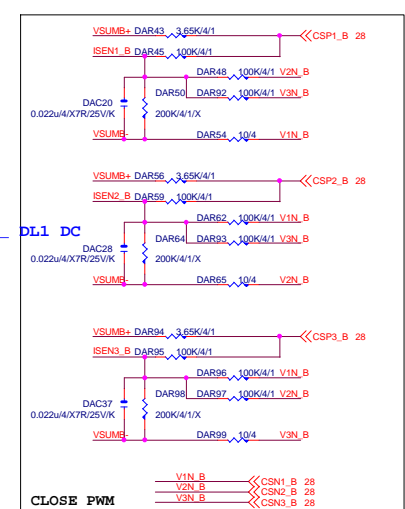 VSUMB+ DAR43 3.65K/4/1 CSP1_B 28
ISEN1_B DAR45 100K/4/1
DAR48 100K/4/1 V2N_B
DAC20 DAR50 DAR92 100K/4/1 V3N_B
0.022u/4/X7R/25V/K 200K/4/1/X
VSUMB- DAR54 10/4 V1N_B
VSUMB+ DAR56 3.65K/4/1 CSP2_B 28
ISEN2_B DAR59 100K/4/1
DAR62 100K/4/1 V1N_B
DL1 DC
DAC28 DAR64 DAR93 100K/4/1 V3N_B
0.022u/4/X7R/25V/K 200K/4/1/X
VSUMB- DAR65 10/4 V2N_B
VSUMB+ DAR94 3.65K/4/1 CSP3_B 28
ISEN3_B DAR95 100K/4/1
DAR96 100K/4/1 V1N_B
DAC37 DAR98 DAR97 100K/4/1 V2N_B
0.022u/4/X7R/25V/K 200K/4/1/X
VSUMB- DAR99 10/4 V3N_B
V1N_B CSN1_B 28
V2N_B CSN2_B 28
V3N_B CSN3_B 28
CLOSE PWM